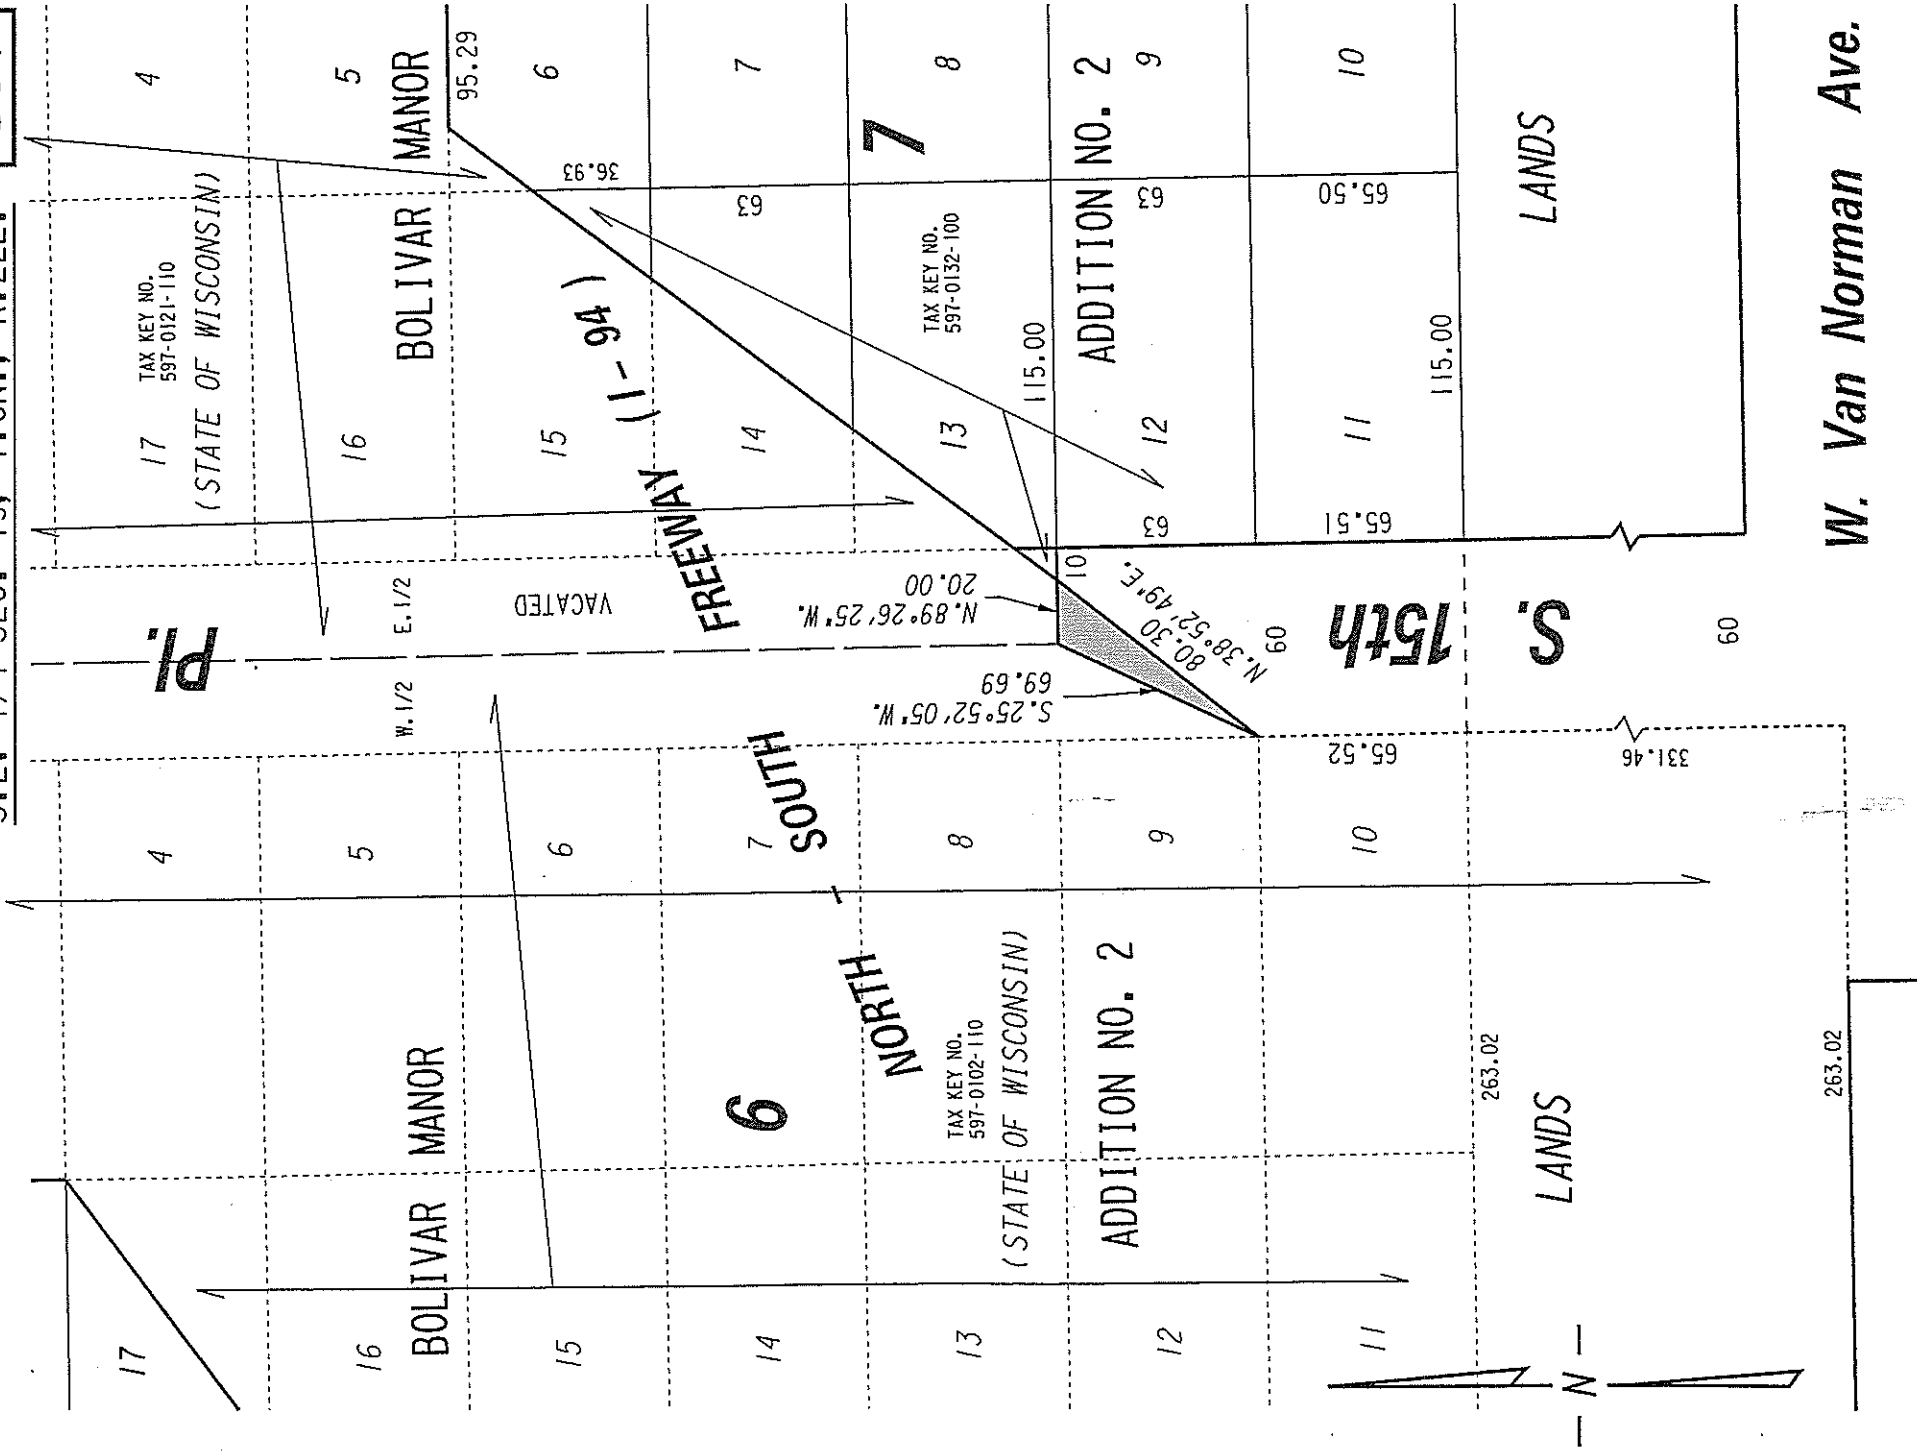 4
5
6
7
8
9
10
BOLIVAR MANOR
95.29
36.93
63
7
ADDITION NO. 2
63
65.50
LANDS
TAX KEY NO.
597-0121-110
(STATE OF WISCONSIN)
17
16
15
14
13
12
11
TAX KEY NO.
597-0132-100
115.00
115.00
63
65.51
10
W. Van Norman Ave.
Pl.
E. 1/2
W. 1/2
VACATED
FREEWAY (I-94)
N. 89°26'25" W.
20.00
S. 25°52'05" W.
69.69
80.30
N. 38°52'49" E.
60
S. 15th
60
65.52
331.46
4
5
6
7
8
9
10
NORTH - SOUTH
BOLIVAR MANOR
6
TAX KEY NO.
597-0102-110
(STATE OF WISCONSIN)
ADDITION NO. 2
263.02
LANDS
263.02
17
16
15
14
13
12
11
N